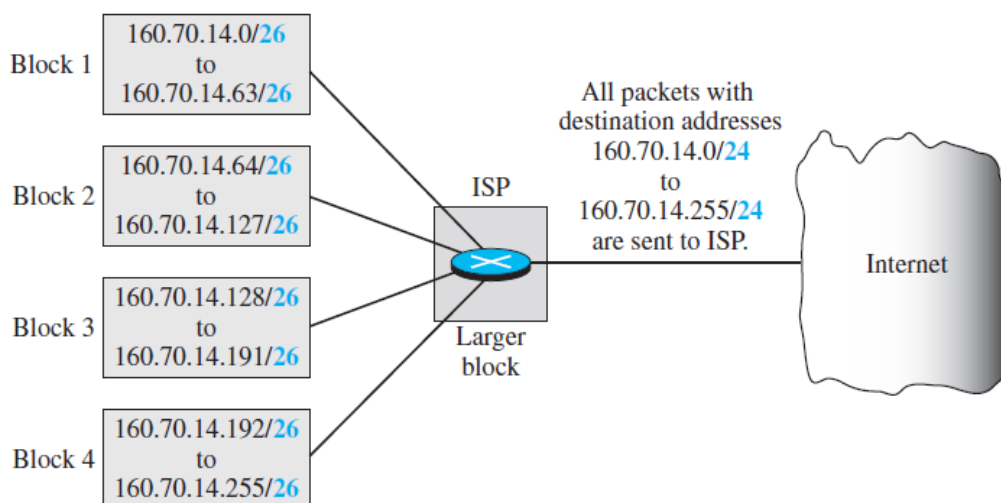 Block 1
160.70.14.0/26
to
160.70.14.63/26
Block 2
160.70.14.64/26
to
160.70.14.127/26
Block 3
160.70.14.128/26
to
160.70.14.191/26
Block 4
160.70.14.192/26
to
160.70.14.255/26
ISP
Larger
block
All packets with
destination addresses
160.70.14.0/24
to
160.70.14.255/24
are sent to ISP.
Internet